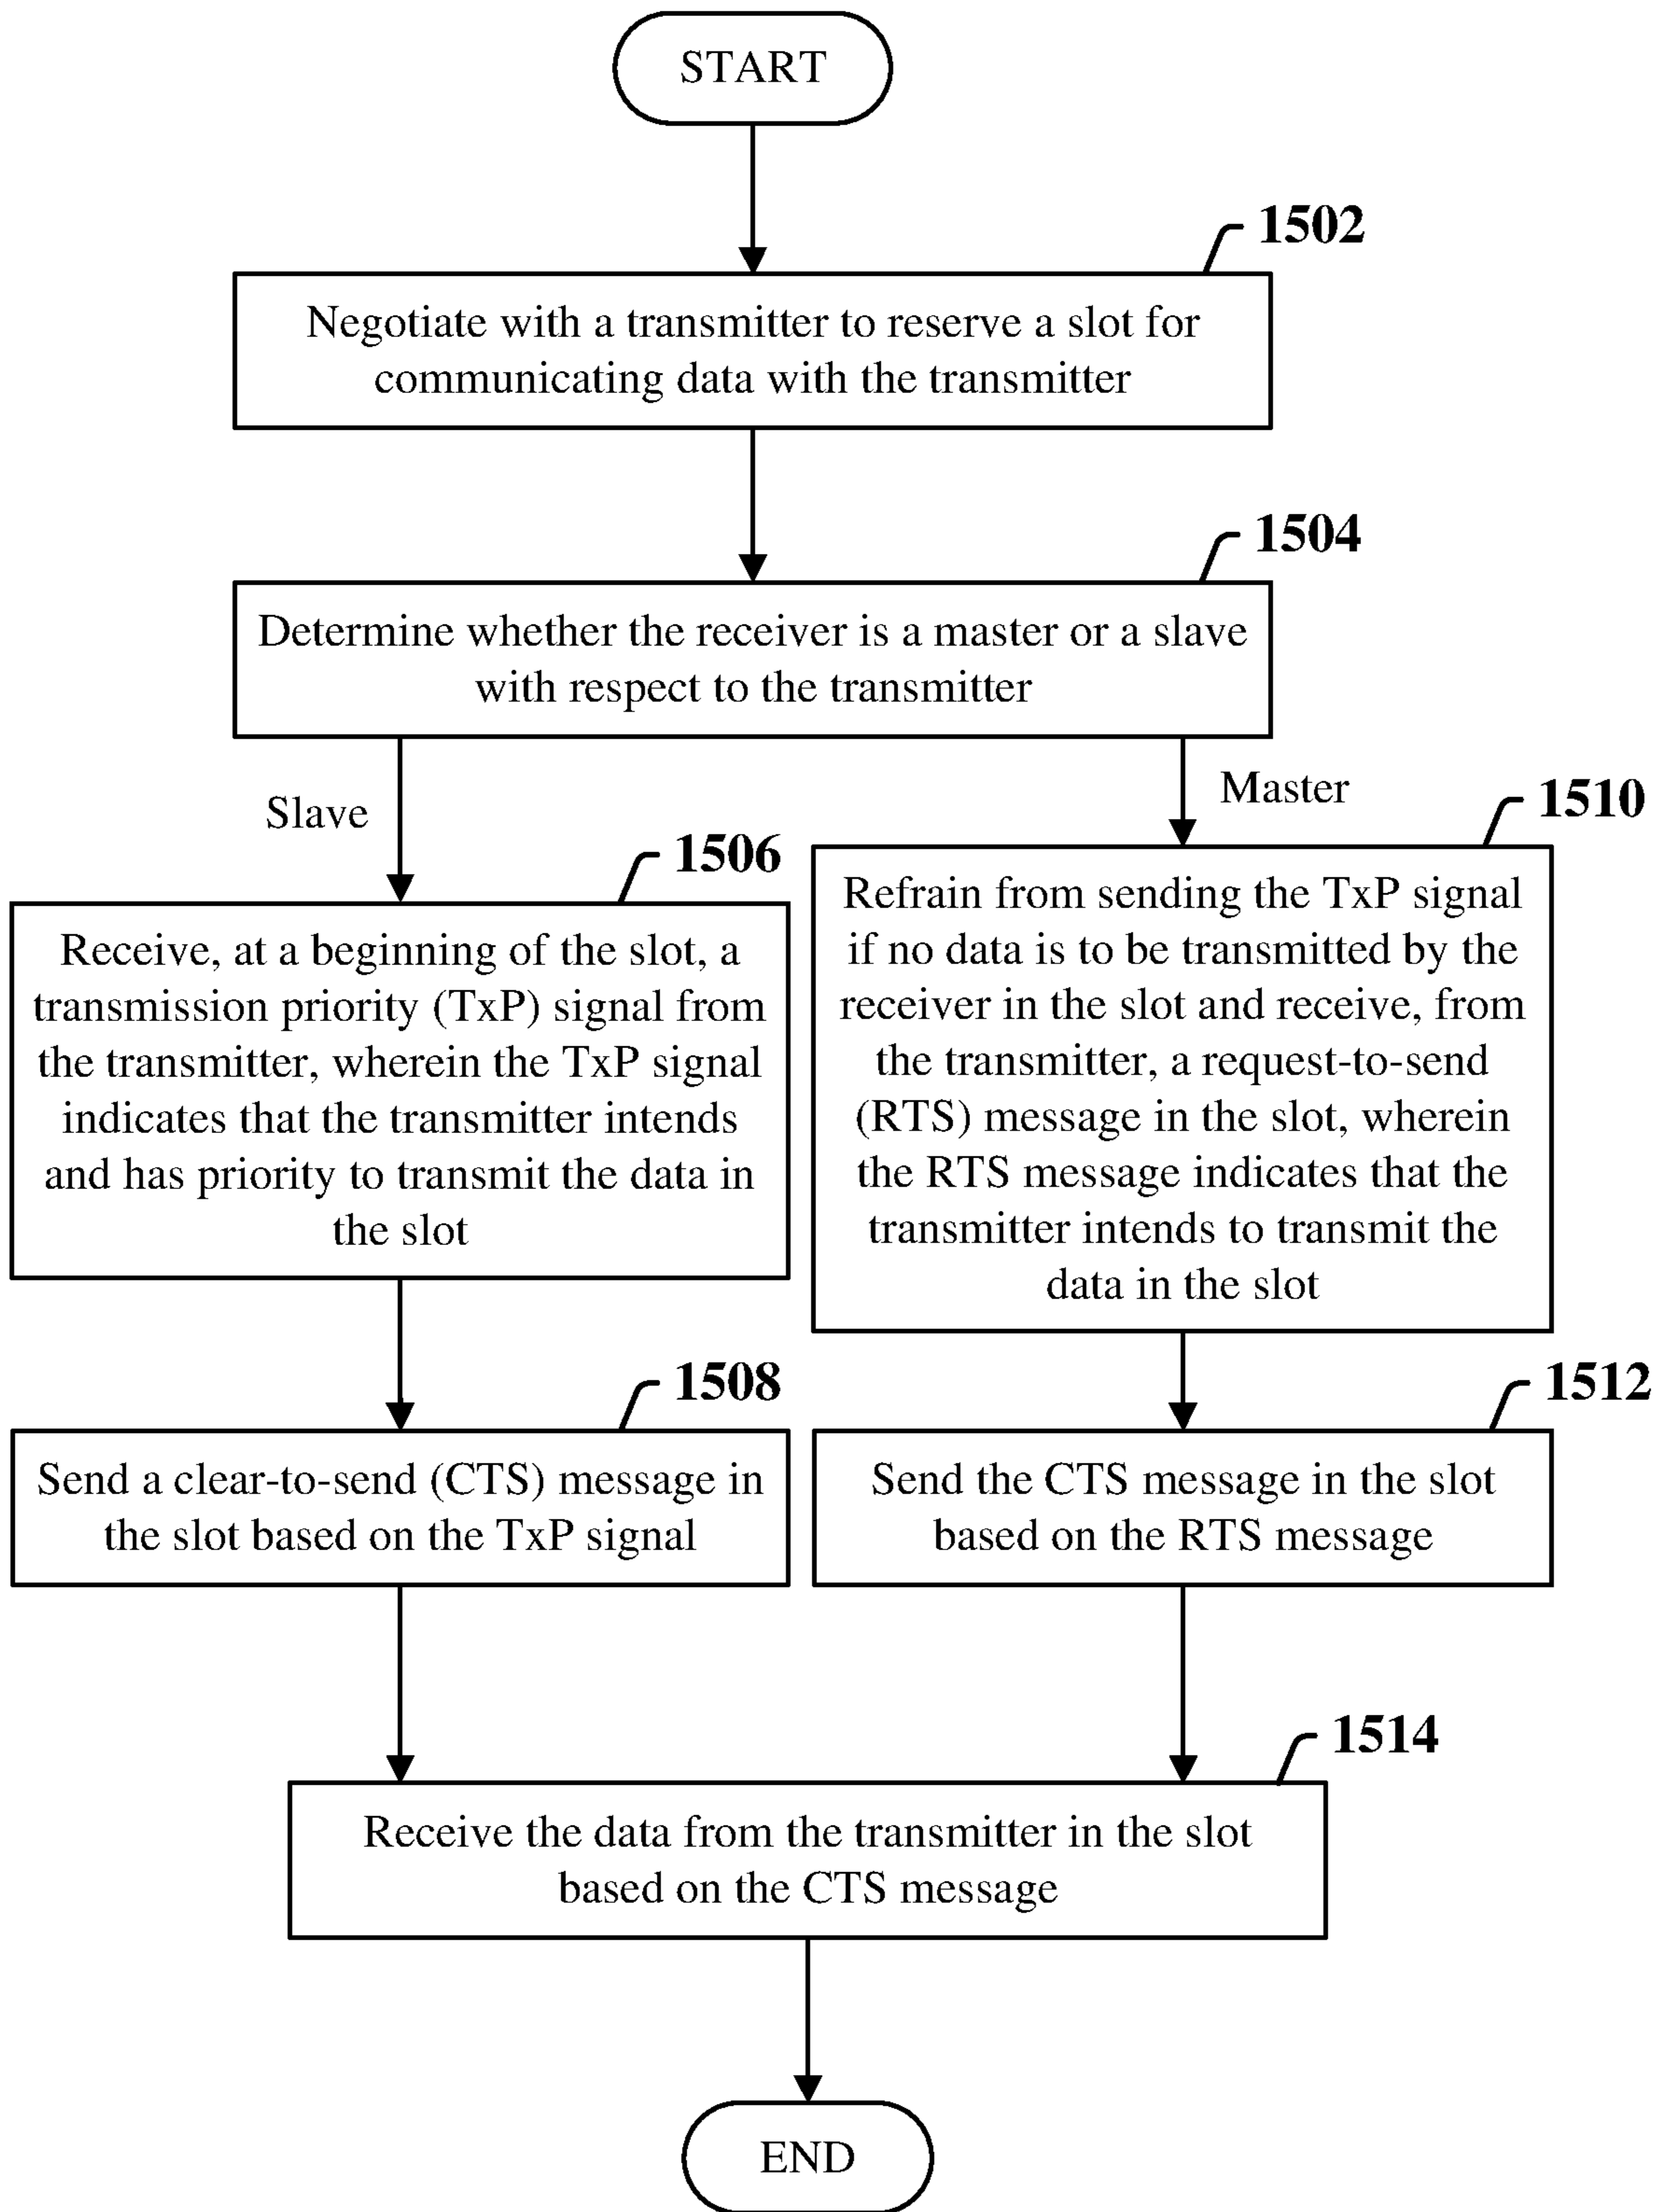 START
1502
Negotiate with a transmitter to reserve a slot for
communicating data with the transmitter
1504
Determine whether the receiver is a master or a slave
with respect to the transmitter
Slave
1506
Receive, at a beginning of the slot, a
transmission priority (TxP) signal from
the transmitter, wherein the TxP signal
indicates that the transmitter intends
and has priority to transmit the data in
the slot
1508
Send a clear-to-send (CTS) message in
the slot based on the TxP signal
Master
1510
Refrain from sending the TxP signal
if no data is to be transmitted by the
receiver in the slot and receive, from
the transmitter, a request-to-send
(RTS) message in the slot, wherein
the RTS message indicates that the
transmitter intends to transmit the
data in the slot
1512
Send the CTS message in the slot
based on the RTS message
1514
Receive the data from the transmitter in the slot
based on the CTS message
END